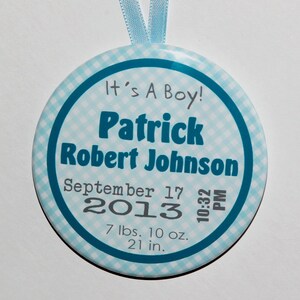 It's A Boy!
Patrick
Robert Johnson
September 17
2013
10:32
PM
7 lbs. 10 oz.
21 in.